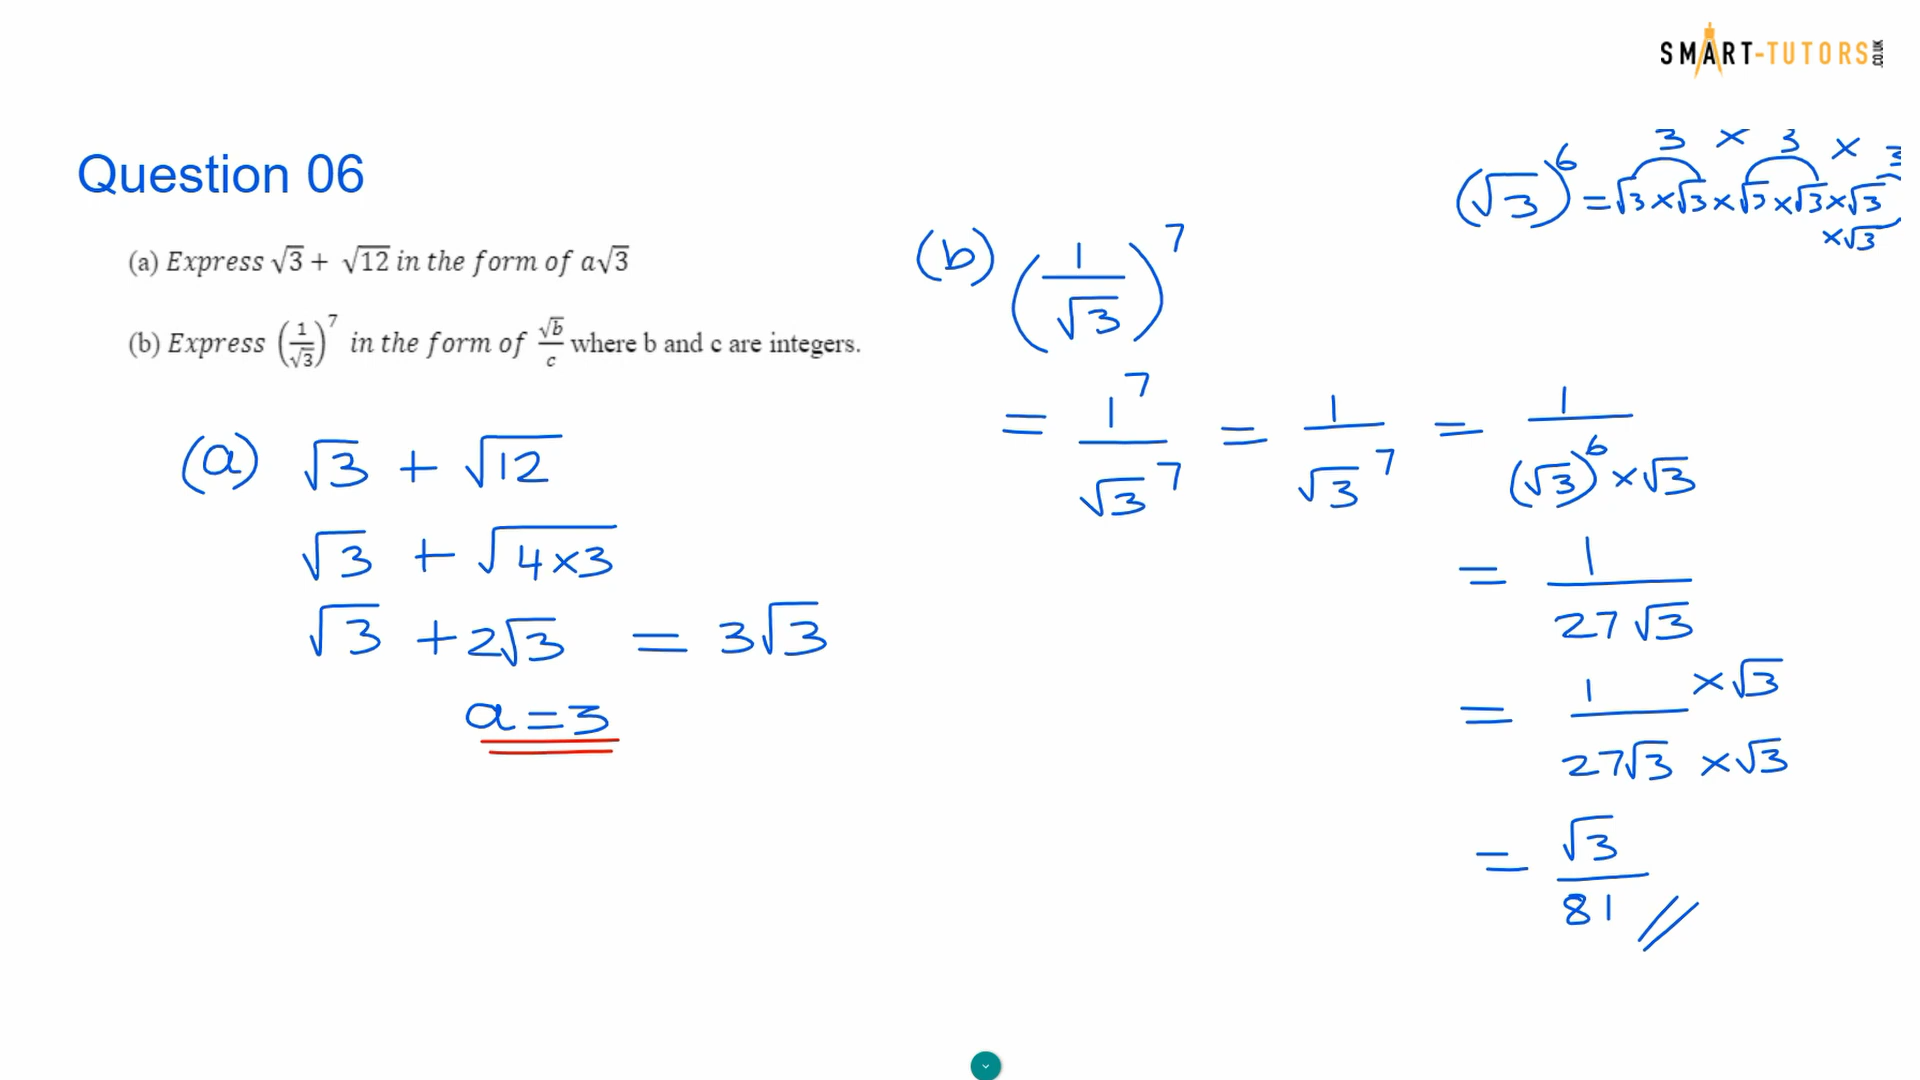 SMART-TUTORS.CO.UK
Question 06
(a) Express √3 + √12 in the form of a√3
(b) Express (1/√3)^7 in the form of √b/c where b and c are integers.
(a) √3 + √12
√3 + √4×3
√3 + 2√3 = 3√3
a = 3
(b) (1/√3)^7
= 1^7/√3^7 = 1/√3^7 = 1/((√3)^6 × √3)
= 1/27√3
= 1 × √3/27√3 × √3
= √3/81 //
3 × 3 × 3
(√3)^6 = √3 × √3 × √3 × √3 × √3
× √3